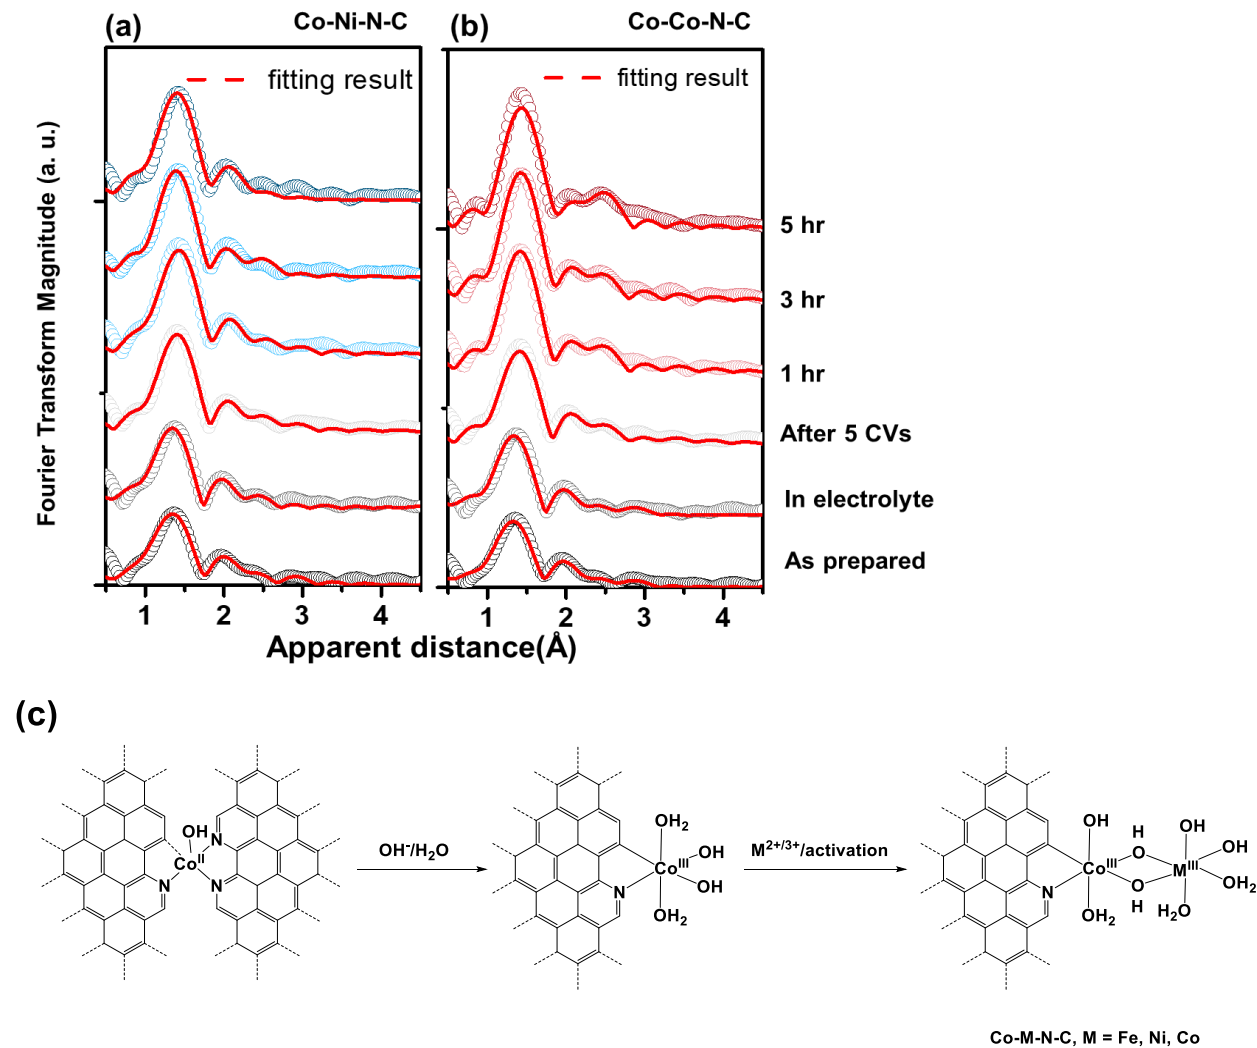 (a)
Co-Ni-N-C
(b)
Co-Co-N-C
fitting result
fitting result
Fourier Transform Magnitude (a. u.)
5 hr
3 hr
1 hr
After 5 CVs
In electrolyte
As prepared
1 2 3 4
1 2 3 4
Apparent distance(Å)
(c)
OH
N
Co^II
N
N
OH⁻/H₂O
OH₂
Co^III
OH
OH
N
OH₂
M²⁺/³⁺/activation
OH
H
O
OH
OH
Co^III
M^III
OH₂
N
O
H
OH₂
H₂O
Co-M-N-C, M = Fe, Ni, Co